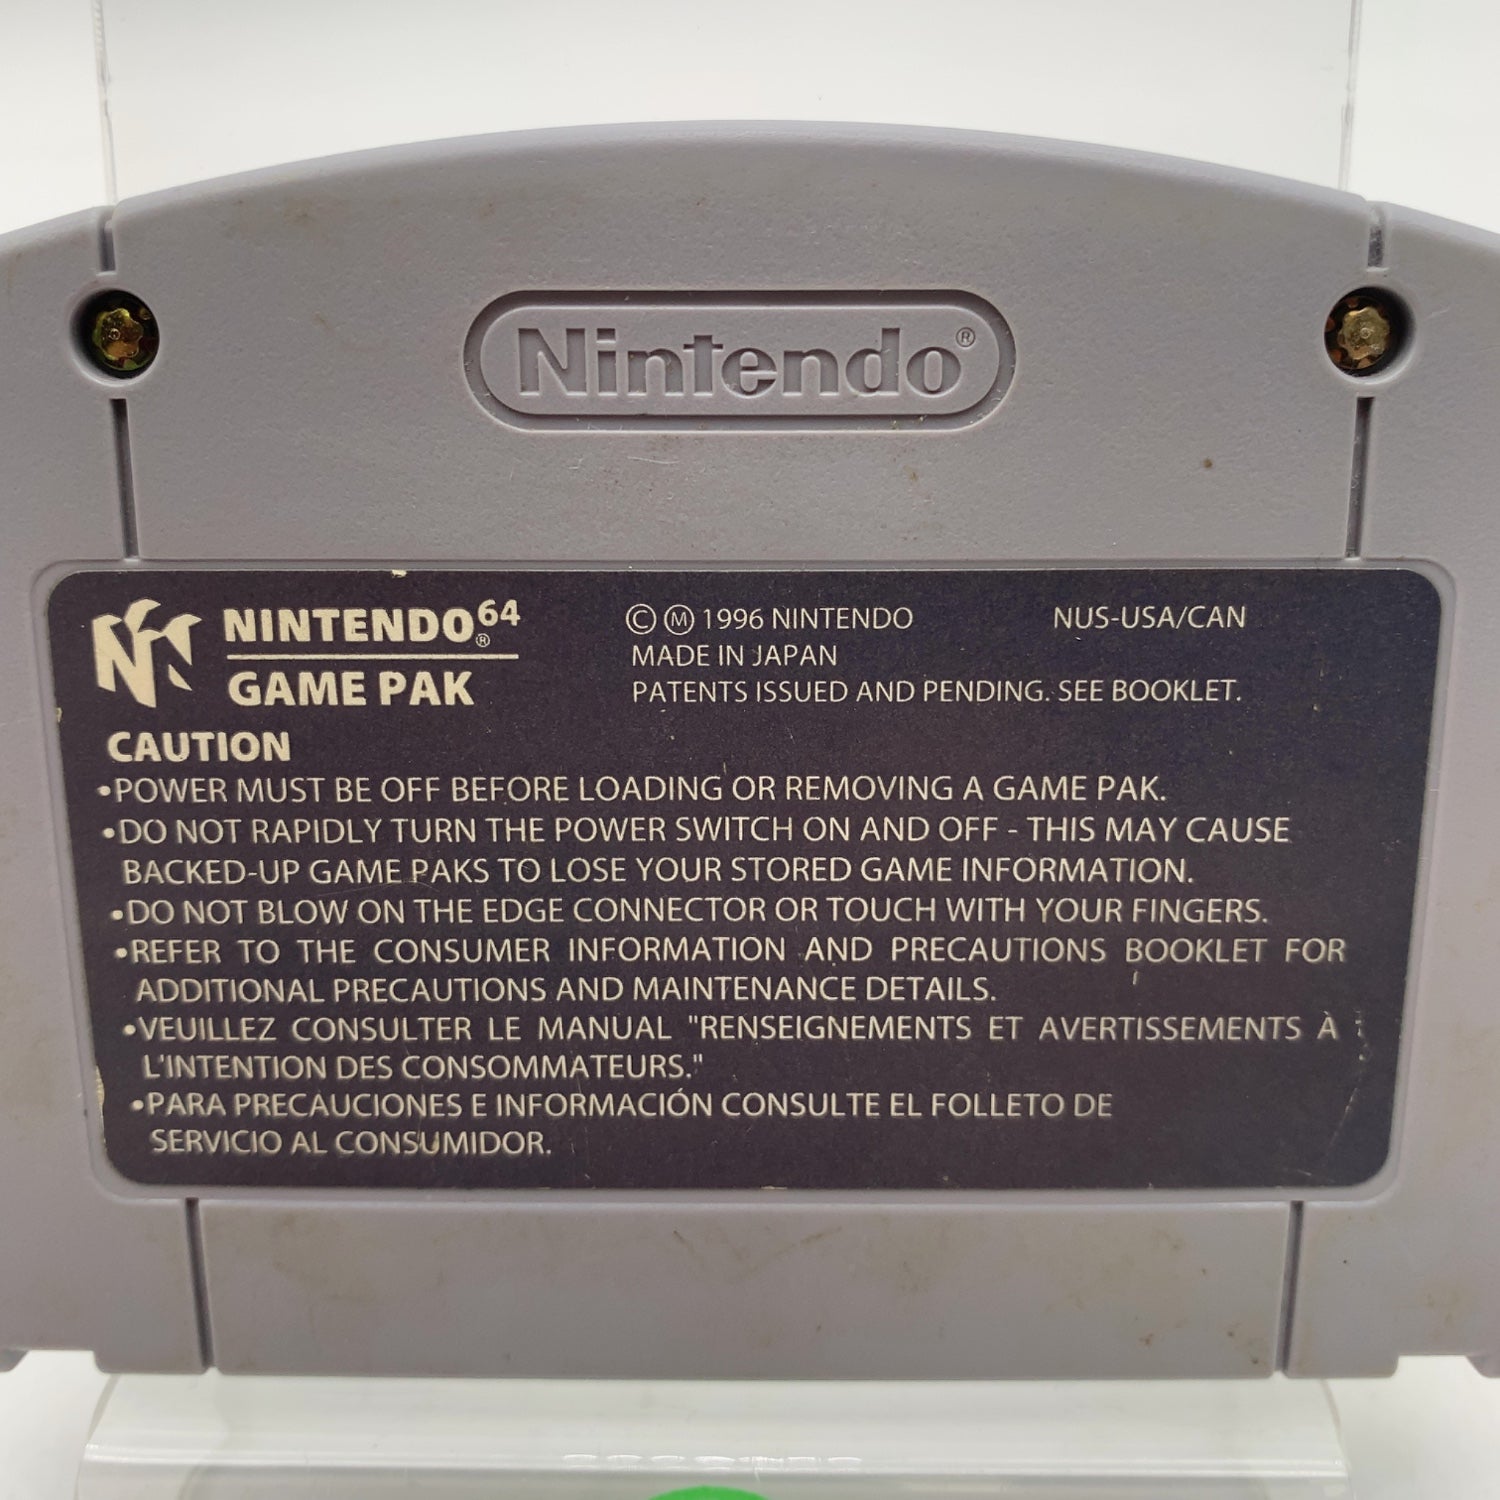 Nintendo®
NINTENDO64®
GAME PAK
©Ⓜ1996 NINTENDO NUS-USA/CAN
MADE IN JAPAN
PATENTS ISSUED AND PENDING. SEE BOOKLET.
CAUTION
•POWER MUST BE OFF BEFORE LOADING OR REMOVING A GAME PAK.
•DO NOT RAPIDLY TURN THE POWER SWITCH ON AND OFF - THIS MAY CAUSE
BACKED-UP GAME PAKS TO LOSE YOUR STORED GAME INFORMATION.
•DO NOT BLOW ON THE EDGE CONNECTOR OR TOUCH WITH YOUR FINGERS.
•REFER TO THE CONSUMER INFORMATION AND PRECAUTIONS BOOKLET FOR
ADDITIONAL PRECAUTIONS AND MAINTENANCE DETAILS.
•VEUILLEZ CONSULTER LE MANUAL "RENSEIGNEMENTS ET AVERTISSEMENTS À
L'INTENTION DES CONSOMMATEURS."
•PARA PRECAUCIONES E INFORMACIÓN CONSULTE EL FOLLETO DE
SERVICIO AL CONSUMIDOR.